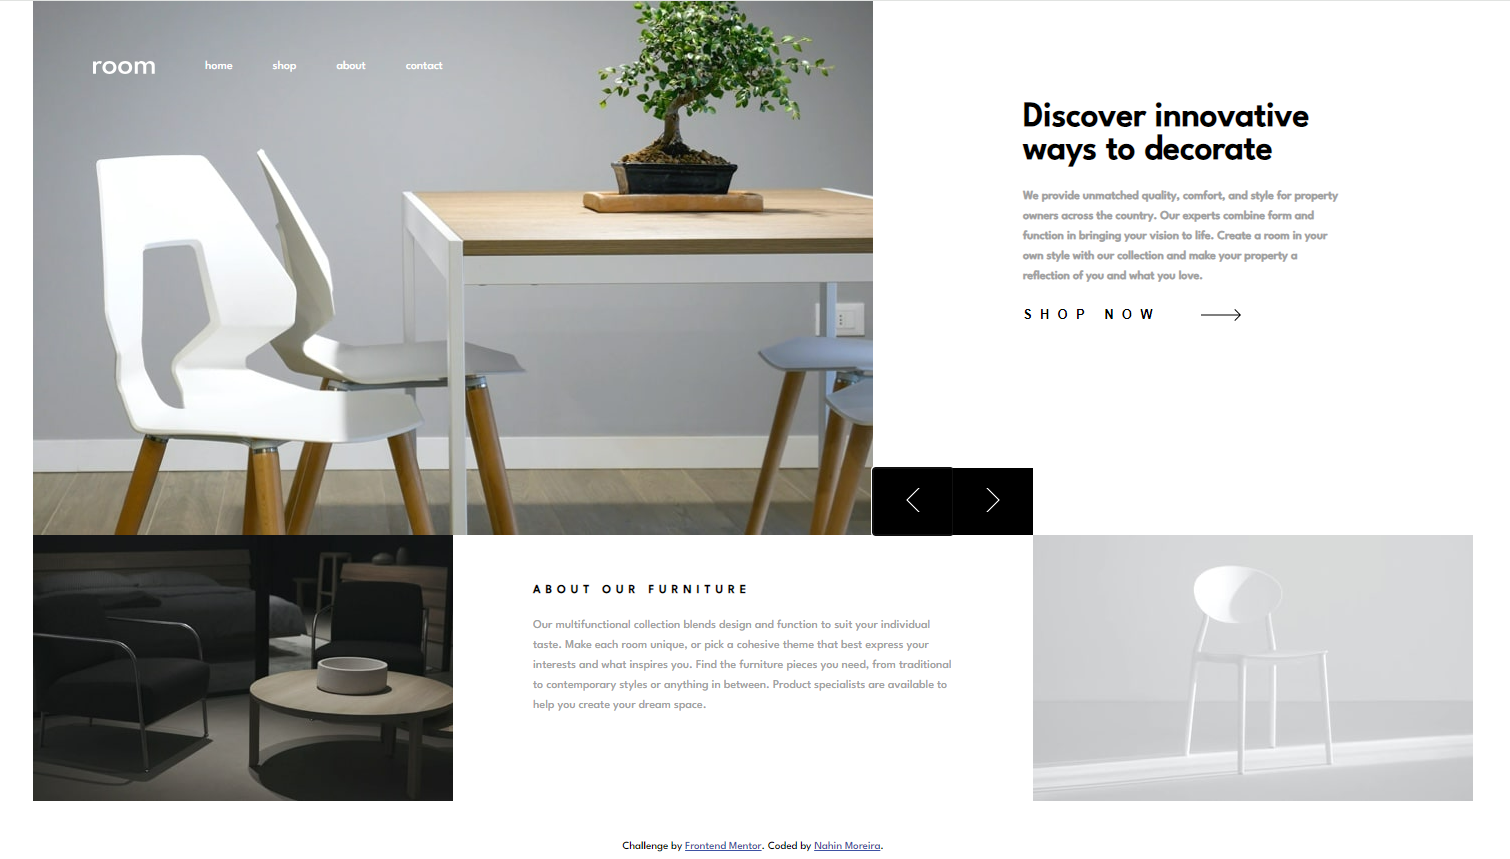 room
home
shop
about
contact
Discover innovative
ways to decorate
We provide unmatched quality, comfort, and style for property
owners across the country. Our experts combine form and
function in bringing your vision to life. Create a room in your
own style with our collection and make your property a
reflection of you and what you love.
SHOP NOW
ABOUT OUR FURNITURE
Our multifunctional collection blends design and function to suit your individual
taste. Make each room unique, or pick a cohesive theme that best express your
interests and what inspires you. Find the furniture pieces you need, from traditional
to contemporary styles or anything in between. Product specialists are available to
help you create your dream space.
Challenge by Frontend Mentor. Coded by Nahin Moreira.